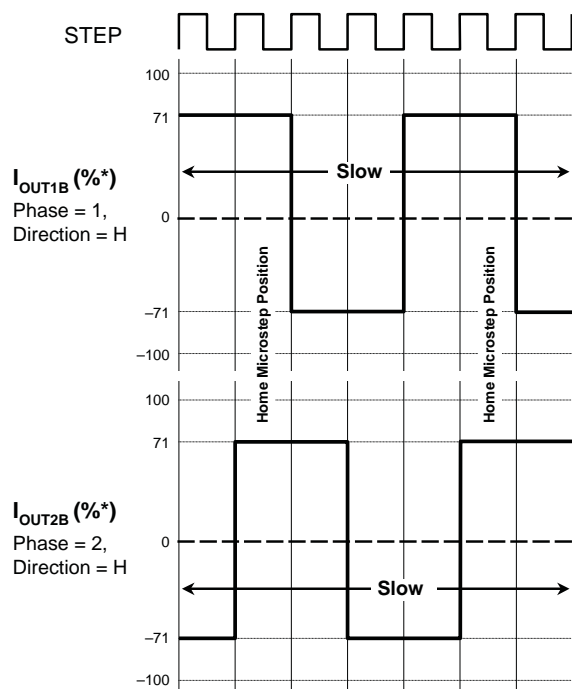 STEP
100
71
Slow
I_OUT1B (%*)
Phase = 1,
Direction = H
0
Home Microstep Position
Home Microstep Position
–71
–100
100
71
I_OUT2B (%*)
Phase = 2,
Direction = H
0
Slow
–71
–100